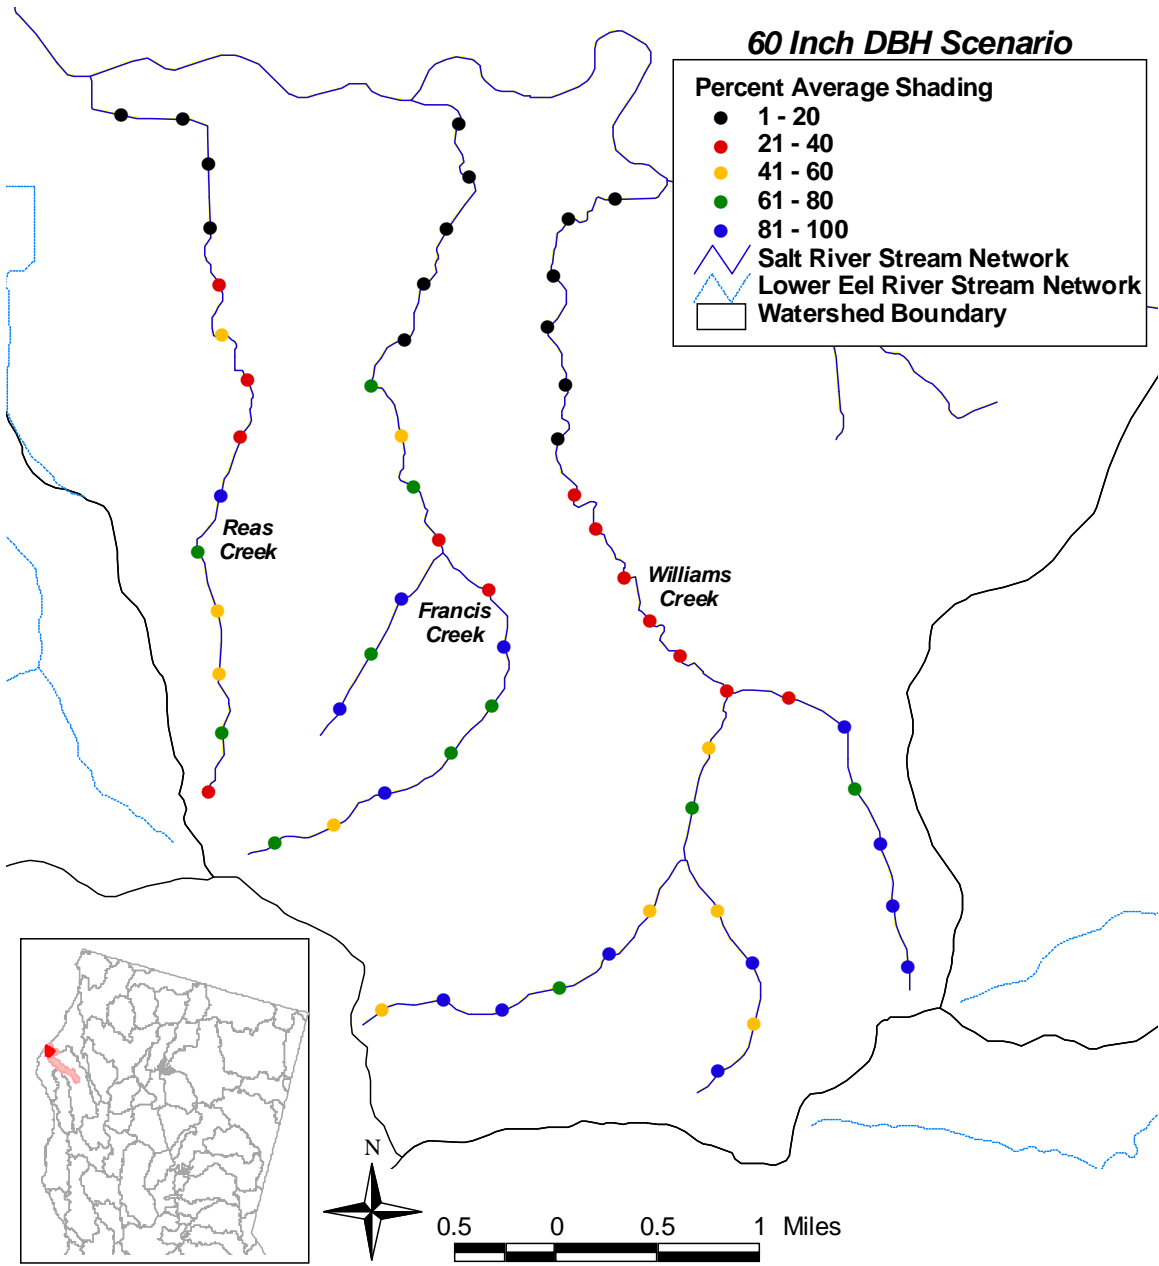 60 Inch DBH Scenario
Percent Average Shading
1 - 20
21 - 40
41 - 60
61 - 80
81 - 100
Salt River Stream Network
Lower Eel River Stream Network
Watershed Boundary
Reas
Creek
Francis
Creek
Williams
Creek
N
0.5 0 0.5 1 Miles